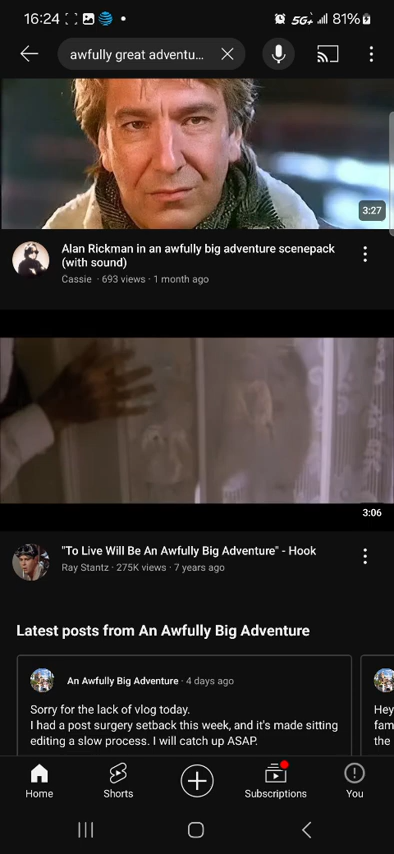 16:24
5G+ 81%
awfully great adventu...
3:27
Alan Rickman in an awfully big adventure scenepack
(with sound)
Cassie · 693 views · 1 month ago
3:06
"To Live Will Be An Awfully Big Adventure" - Hook
Ray Stantz · 275K views · 7 years ago
Latest posts from An Awfully Big Adventure
An Awfully Big Adventure · 4 days ago
Sorry for the lack of vlog today.
I had a post surgery setback this week, and it's made sitting
editing a slow process. I will catch up ASAP.
Hey
fam
the
Home
Shorts
Subscriptions
You